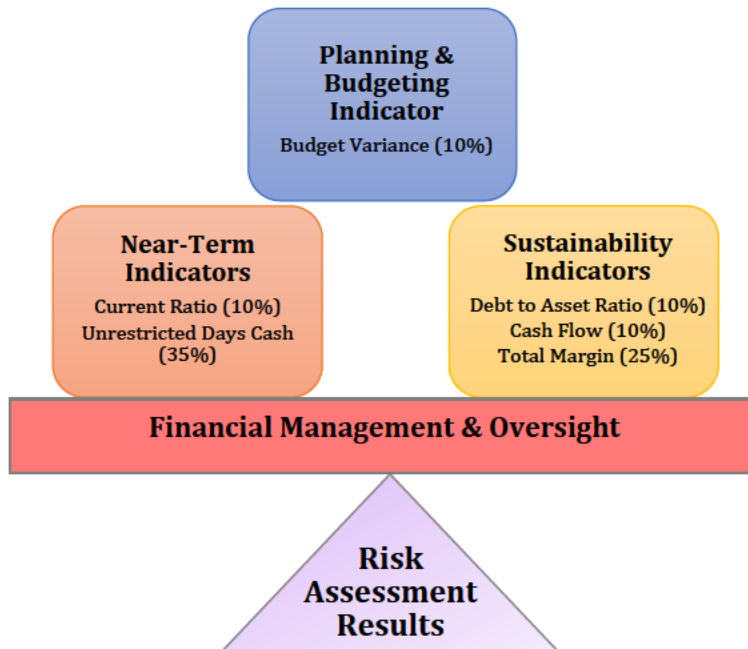 Planning &
Budgeting
Indicator
Budget Variance (10%)
Near-Term
Indicators
Current Ratio (10%)
Unrestricted Days Cash
(35%)
Sustainability
Indicators
Debt to Asset Ratio (10%)
Cash Flow (10%)
Total Margin (25%)
Financial Management & Oversight
Risk
Assessment
Results